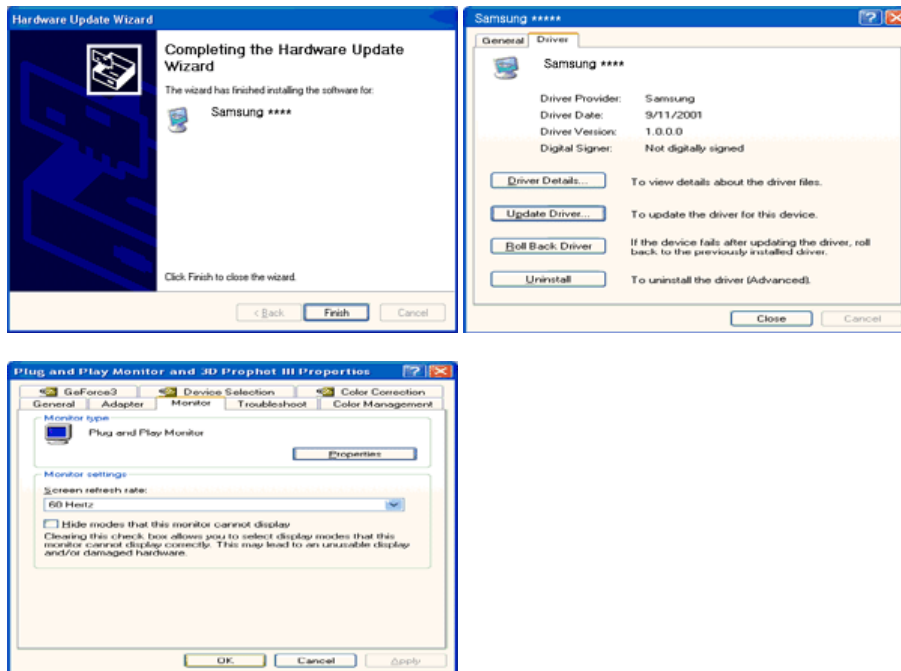 Hardware Update Wizard
Completing the Hardware Update
Wizard
The wizard has finished installing the software for:
Samsung ****
Click Finish to close the wizard.
< Back
Finish
Cancel
Samsung *****
General
Driver
Samsung ****
Driver Provider: Samsung
Driver Date: 9/11/2001
Driver Version: 1.0.0.0
Digital Signer: Not digitally signed
Driver Details... To view details about the driver files.
Update Driver... To update the driver for this device.
Roll Back Driver If the device fails after updating the driver, roll
back to the previously installed driver.
Uninstall To uninstall the driver (Advanced).
Close
Cancel
Plug and Play Monitor and 3D Prophet III Properties
GeForce3 Device Selection Color Correction
General Adapter Monitor Troubleshoot Color Management
Monitor type
Plug and Play Monitor
Properties
Monitor settings
Screen refresh rate:
60 Hertz
Hide modes that this monitor cannot display
Clearing this check box allows you to select display modes that this
monitor cannot display correctly. This may lead to an unusable display
and/or damaged hardware.
OK
Cancel
Apply